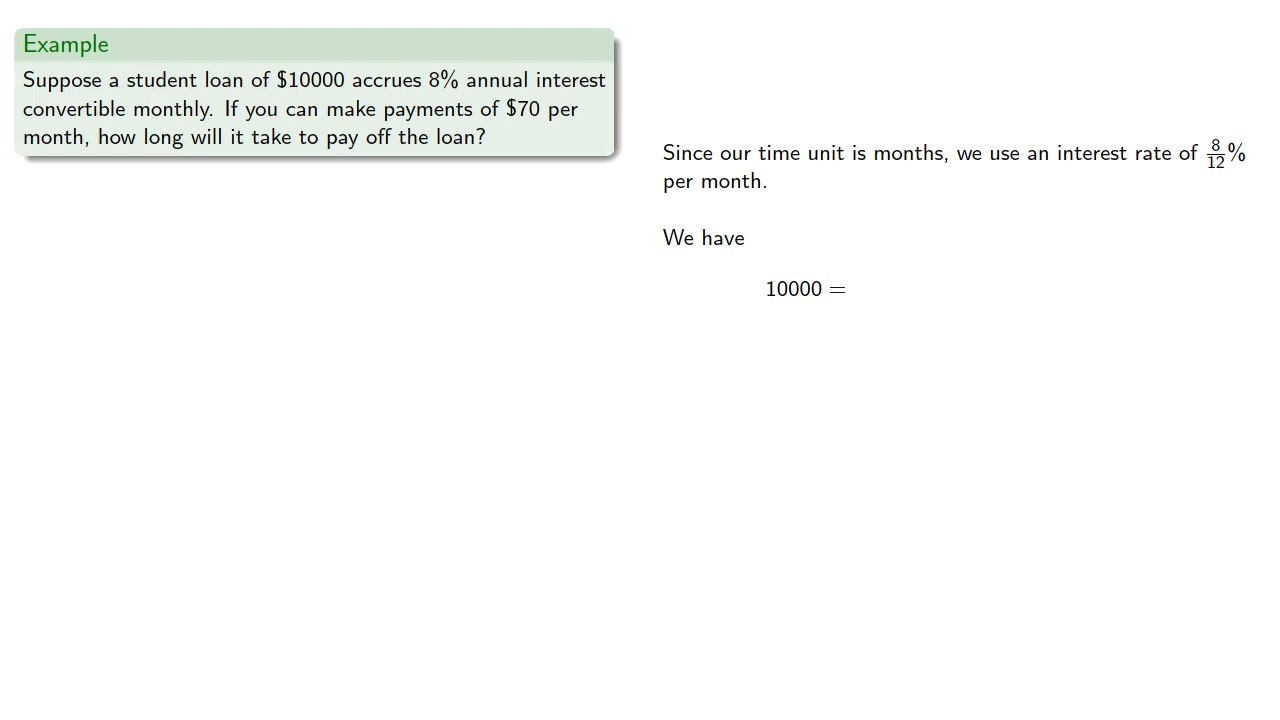 Example
Suppose a student loan of $10000 accrues 8% annual interest
convertible monthly. If you can make payments of $70 per
month, how long will it take to pay off the loan?
Since our time unit is months, we use an interest rate of 8/12%
per month.
We have
10000 =